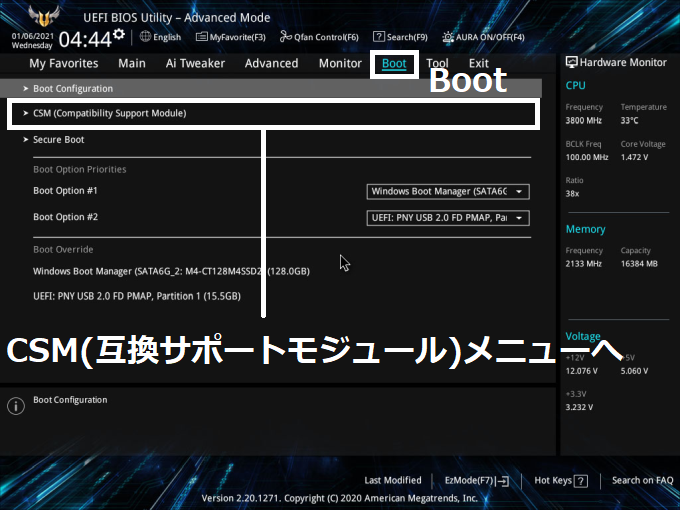 UEFI BIOS Utility – Advanced Mode
01/06/2021
Wednesday
04:44
English
MyFavorite(F3)
Qfan Control(F6)
Search(F9)
AURA ON/OFF(F4)
My Favorites
Main
Ai Tweaker
Advanced
Monitor
Boot
Tool
Exit
Boot
Hardware Monitor
Boot Configuration
CSM (Compatibility Support Module)
Secure Boot
Boot Option Priorities
Boot Option #1
Windows Boot Manager (SATA6G
Boot Option #2
UEFI: PNY USB 2.0 FD PMAP, Par
Boot Override
Windows Boot Manager (SATA6G_2: M4-CT128M4SSD2) (128.0GB)
UEFI: PNY USB 2.0 FD PMAP, Partition 1 (15.5GB)
CSM(互換サポートモジュール)メニューへ
CPU
Frequency
Temperature
3800 MHz
33°C
BCLK Freq
Core Voltage
100.00 MHz
1.472 V
Ratio
38x
Memory
Frequency
Capacity
2133 MHz
16384 MB
Voltage
+12V
+5V
12.076 V
5.060 V
+3.3V
3.232 V
Boot Configuration
Last Modified
EzMode(F7)
Hot Keys ?
Search on FAQ
Version 2.20.1271. Copyright (C) 2020 American Megatrends, Inc.